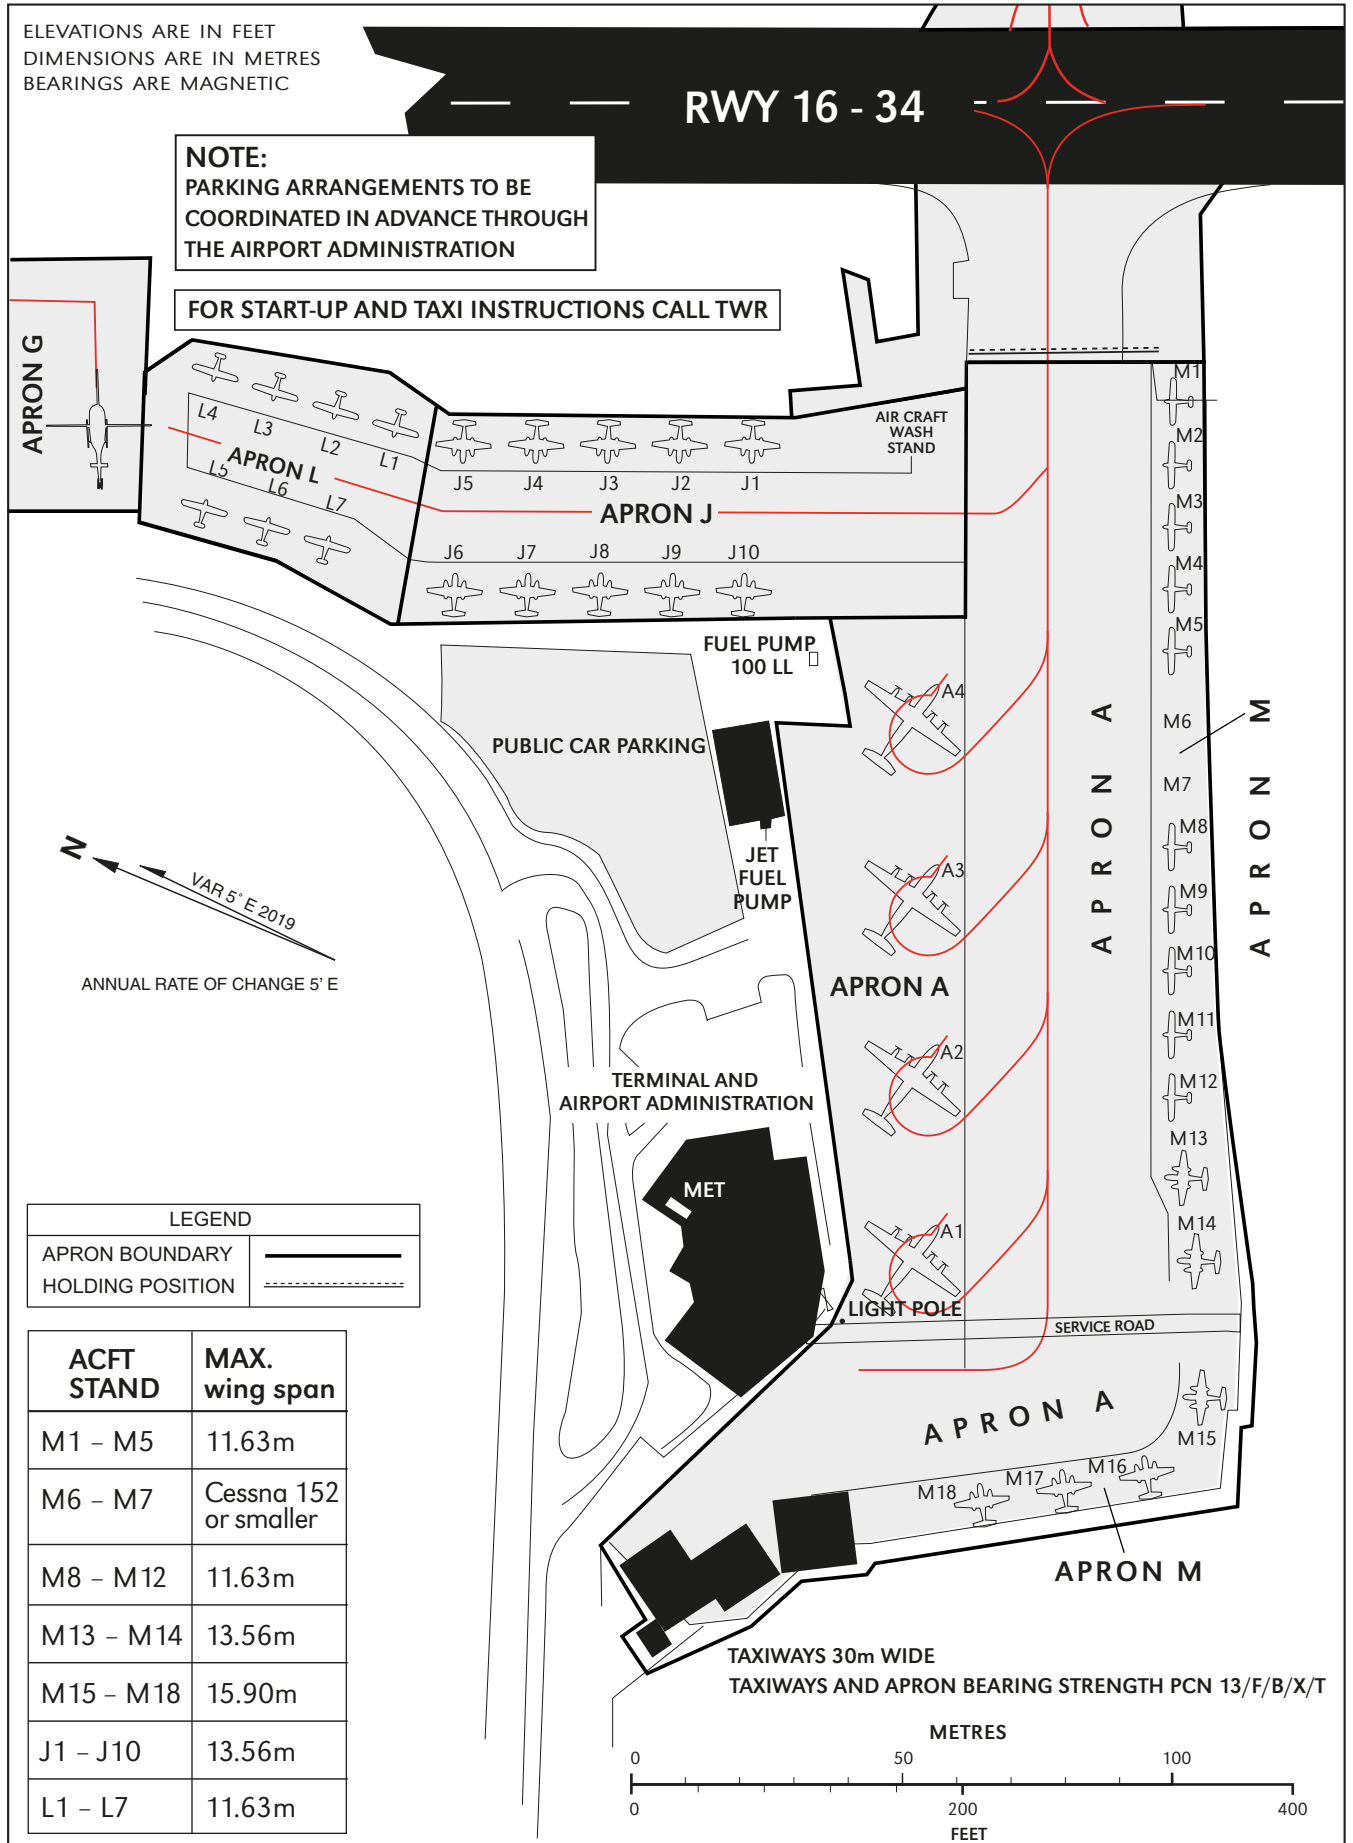 ELEVATIONS ARE IN FEET
DIMENSIONS ARE IN METRES
BEARINGS ARE MAGNETIC
RWY 16 - 34
NOTE:
PARKING ARRANGEMENTS TO BE
COORDINATED IN ADVANCE THROUGH
THE AIRPORT ADMINISTRATION
FOR START-UP AND TAXI INSTRUCTIONS CALL TWR
APRON G
L4
L3
L2
L1
APRON L
L5
L6
L7
AIR CRAFT
WASH
STAND
J5
J4
J3
J2
J1
APRON J
J6
J7
J8
J9
J10
M1
M2
M3
M4
M5
M6
M7
M8
M9
M10
M11
M12
M13
M14
FUEL PUMP
100 LL
PUBLIC CAR PARKING
JET
FUEL
PUMP
A4
A3
A2
A1
APRON A
APRON A
APRON M
N
VAR 5° E 2019
ANNUAL RATE OF CHANGE 5' E
TERMINAL AND
AIRPORT ADMINISTRATION
MET
LIGHT POLE
SERVICE ROAD
APRON A
M15
M16
M17
M18
APRON M
LEGEND
APRON BOUNDARY
HOLDING POSITION
ACFT STAND MAX. wing span
M1 – M5 11.63m
M6 – M7 Cessna 152
or smaller
M8 – M12 11.63m
M13 – M14 13.56m
M15 – M18 15.90m
J1 – J10 13.56m
L1 – L7 11.63m
TAXIWAYS 30m WIDE
TAXIWAYS AND APRON BEARING STRENGTH PCN 13/F/B/X/T
METRES
0 50 100
0 200 400
FEET